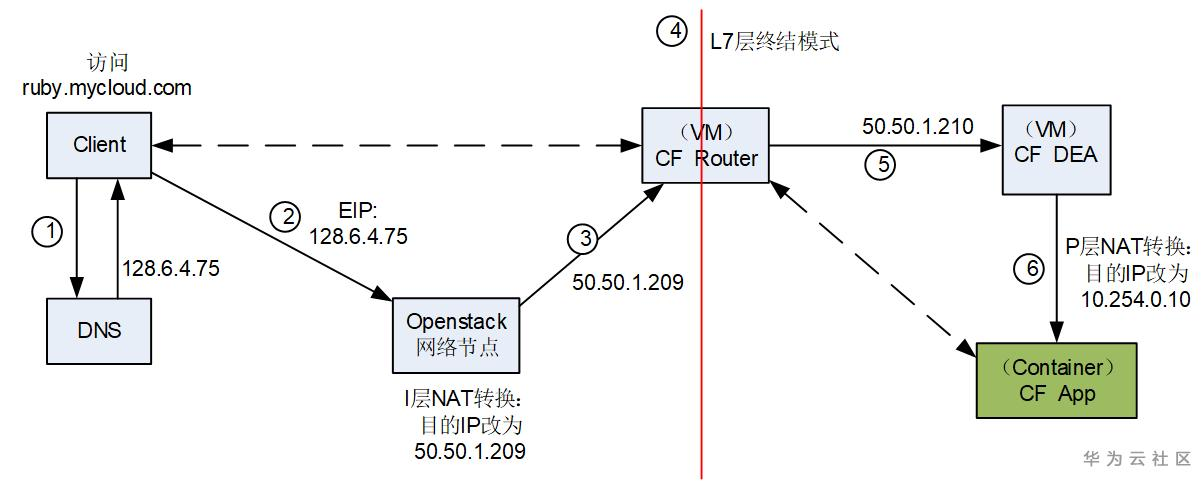 访问
ruby.mycloud.com
Client
①
128.6.4.75
DNS
②
EIP:
128.6.4.75
Openstack
网络节点
I层NAT转换：
目的IP改为
50.50.1.209
③
50.50.1.209
④
L7层终结模式
（VM）
CF Router
50.50.1.210
⑤
（VM）
CF DEA
⑥
P层NAT转换：
目的IP改为
10.254.0.10
（Container）
CF App
华为云社区